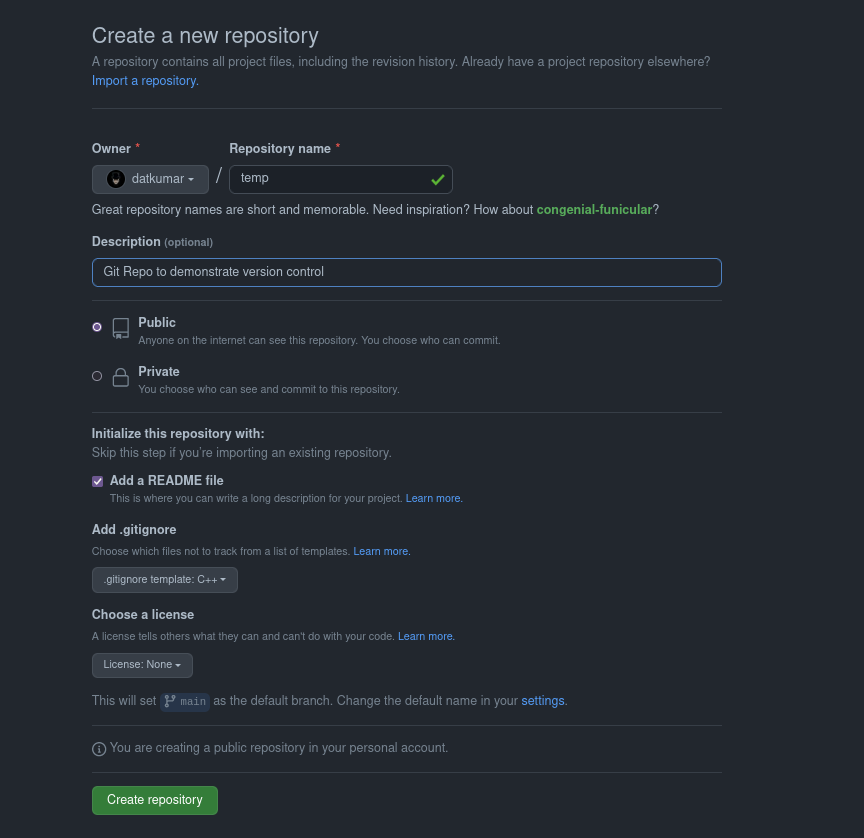 Create a new repository
A repository contains all project files, including the revision history. Already have a project repository elsewhere?
Import a repository.
Owner * Repository name *
datkumar / temp
Great repository names are short and memorable. Need inspiration? How about congenial-funicular?
Description (optional)
Git Repo to demonstrate version control
Public
Anyone on the internet can see this repository. You choose who can commit.
Private
You choose who can see and commit to this repository.
Initialize this repository with:
Skip this step if you're importing an existing repository.
Add a README file
This is where you can write a long description for your project. Learn more.
Add .gitignore
Choose which files not to track from a list of templates. Learn more.
.gitignore template: C++
Choose a license
A license tells others what they can and can't do with your code. Learn more.
License: None
This will set main as the default branch. Change the default name in your settings.
You are creating a public repository in your personal account.
Create repository